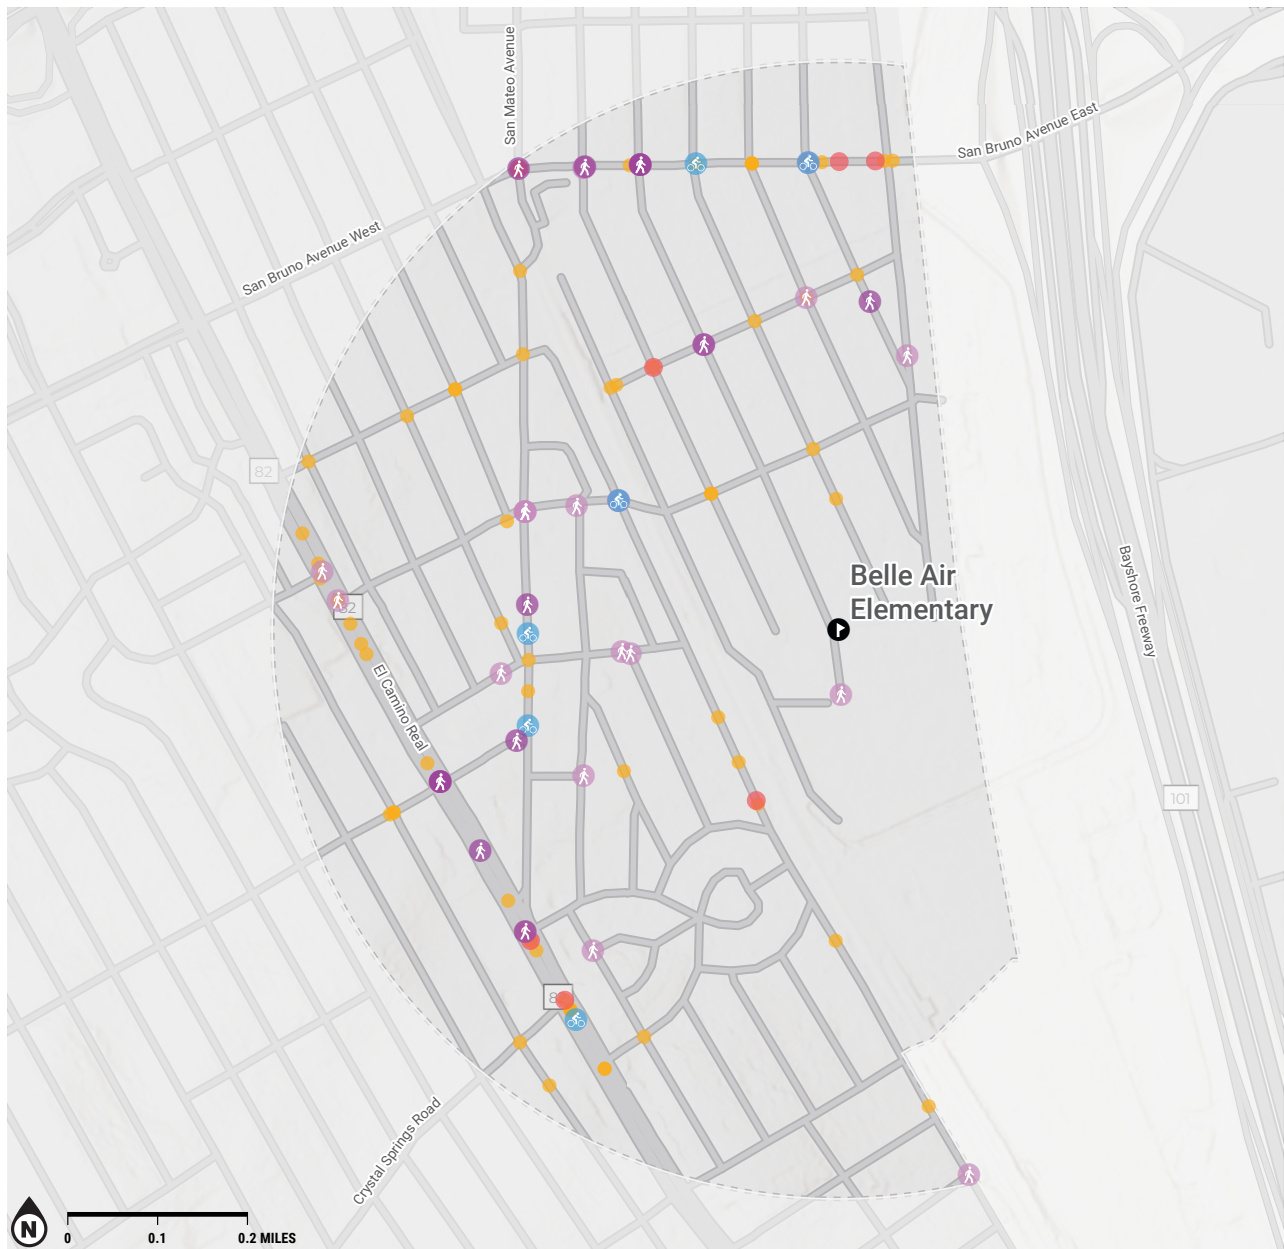 San Mateo Avenue
San Bruno Avenue East
San Bruno Avenue West
82
Belle Air
Elementary
82
Bayshore Freeway
El Camino Real
101
Crystal Springs Road
N
0
0.1
0.2 MILES